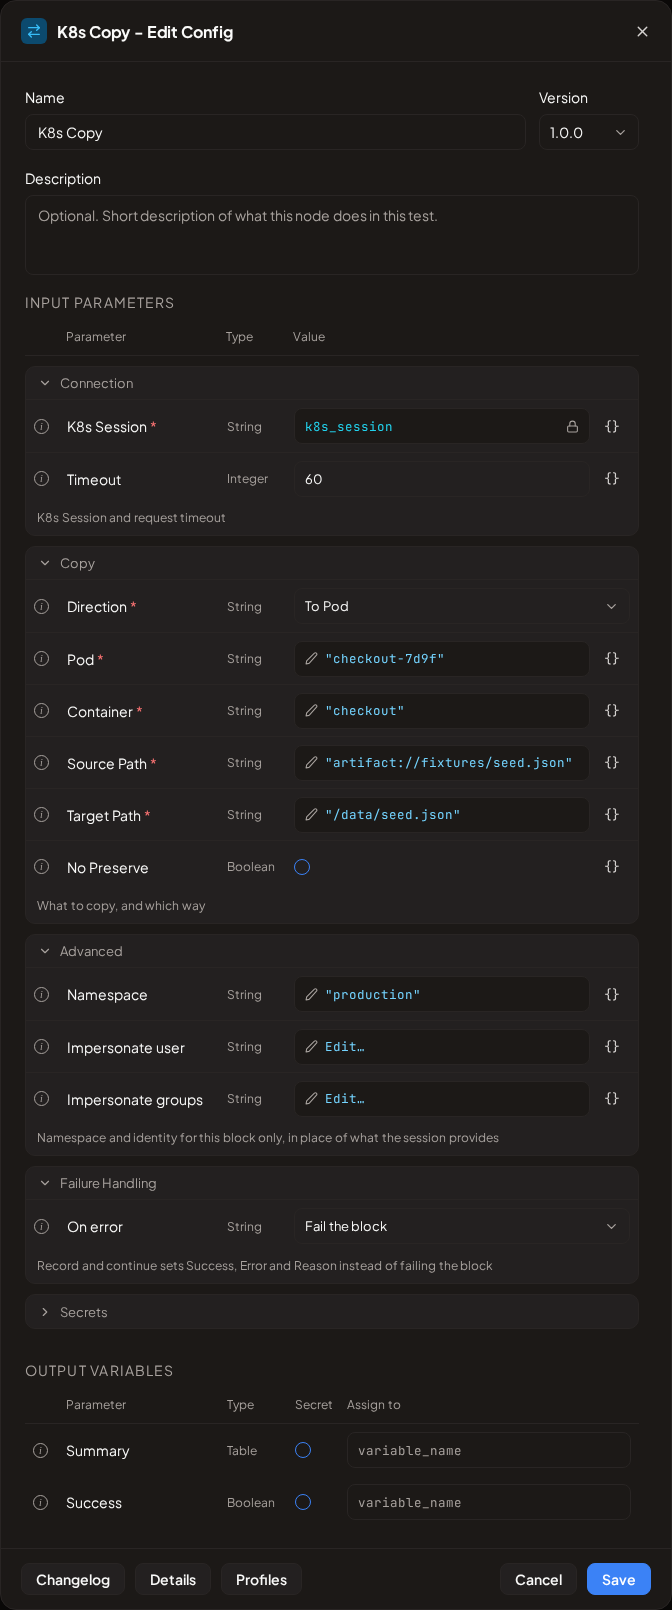 K8s Copy - Edit Config
Name
Version
K8s Copy
1.0.0
Description
Optional. Short description of what this node does in this test.
INPUT PARAMETERS
Parameter Type Value
Connection
K8s Session * String k8s_session {}
Timeout Integer 60 {}
K8s Session and request timeout
Copy
Direction * String To Pod
Pod * String "checkout-7d9f" {}
Container * String "checkout" {}
Source Path * String "artifact://fixtures/seed.json" {}
Target Path * String "/data/seed.json" {}
No Preserve Boolean {}
What to copy, and which way
Advanced
Namespace String "production" {}
Impersonate user String Edit… {}
Impersonate groups String Edit… {}
Namespace and identity for this block only, in place of what the session provides
Failure Handling
On error String Fail the block
Record and continue sets Success, Error and Reason instead of failing the block
Secrets
OUTPUT VARIABLES
Parameter Type Secret Assign to
Summary Table variable_name
Success Boolean variable_name
Changelog Details Profiles Cancel Save